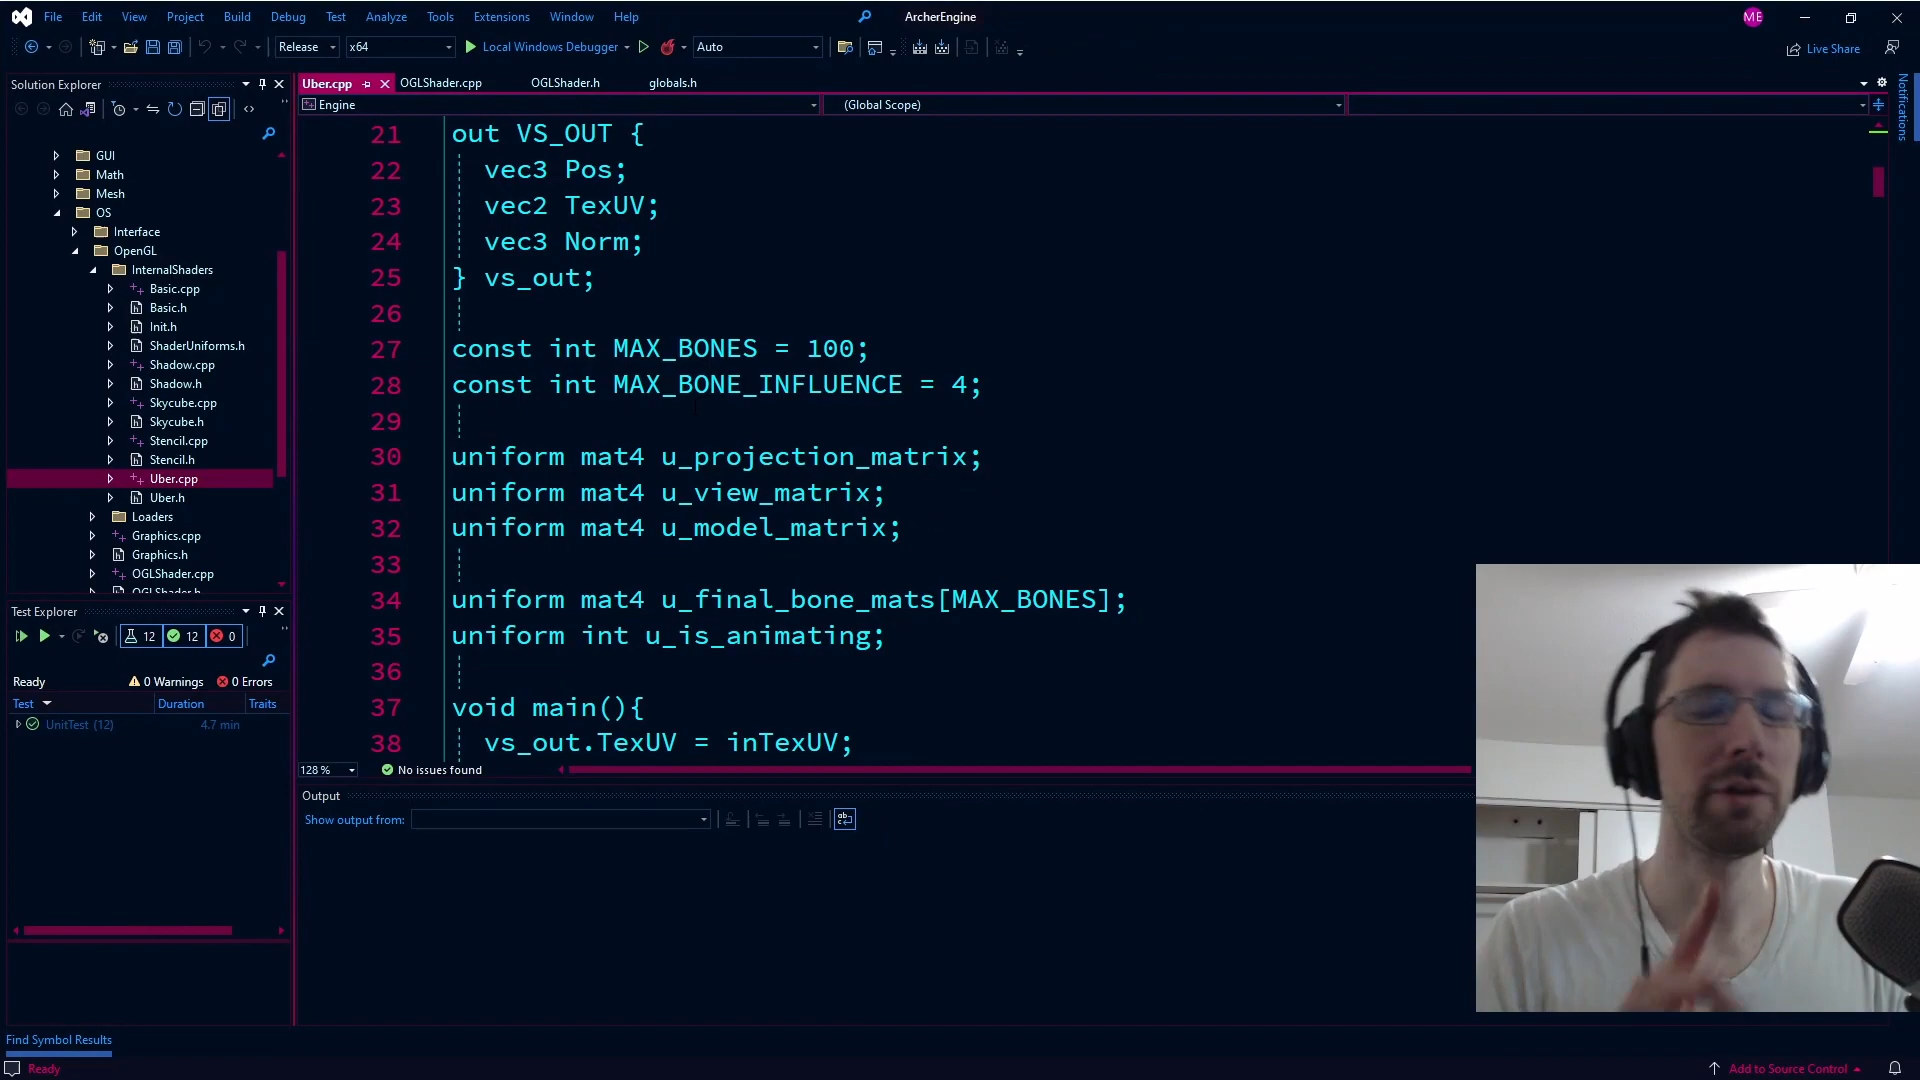 File Edit View Project Build Debug Test Analyze Tools Extensions Window Help ArcherEngine ME
Release x64 Local Windows Debugger Auto Live Share
Solution Explorer
GUI
Math
Mesh
OS
Interface
OpenGL
InternalShaders
Basic.cpp
Basic.h
Init.h
ShaderUniforms.h
Shadow.cpp
Shadow.h
Skycube.cpp
Skycube.h
Stencil.cpp
Stencil.h
Uber.cpp
Uber.h
Loaders
Graphics.cpp
Graphics.h
OGLShader.cpp
OGLShader.h
Test Explorer
12 12 0
Ready 0 Warnings 0 Errors
Test Duration Traits
UnitTest (12) 4.7 min
Uber.cpp OGLShader.cpp OGLShader.h globals.h
Engine (Global Scope)
21 out VS_OUT {
22 vec3 Pos;
23 vec2 TexUV;
24 vec3 Norm;
25 } vs_out;
26
27 const int MAX_BONES = 100;
28 const int MAX_BONE_INFLUENCE = 4;
29
30 uniform mat4 u_projection_matrix;
31 uniform mat4 u_view_matrix;
32 uniform mat4 u_model_matrix;
33
34 uniform mat4 u_final_bone_mats[MAX_BONES];
35 uniform int u_is_animating;
36
37 void main(){
38 vs_out.TexUV = inTexUV;
128 % No issues found
Output
Show output from:
Notifications
Find Symbol Results
Ready Add to Source Control